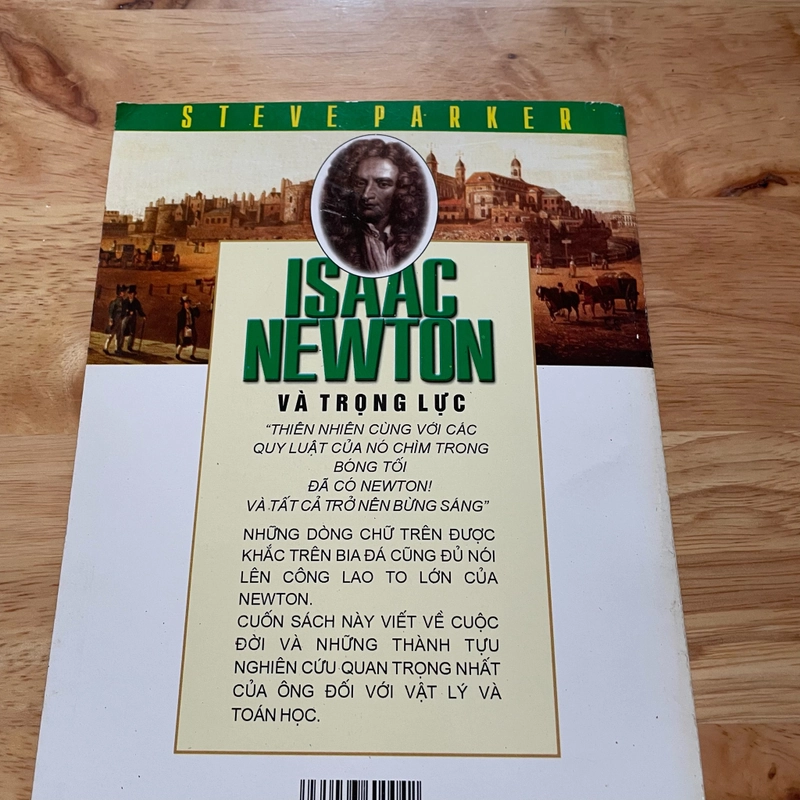 STEVE PARKER
ISAAC
NEWTON
VÀ TRỌNG LỰC
"THIÊN NHIÊN CÙNG VỚI CÁC
QUY LUẬT CỦA NÓ CHÌM TRONG
BÓNG TỐI
ĐÃ CÓ NEWTON!
VÀ TẤT CẢ TRỞ NÊN BỪNG SÁNG"
NHỮNG DÒNG CHỮ TRÊN ĐƯỢC
KHẮC TRÊN BIA ĐÁ CŨNG ĐỦ NÓI
LÊN CÔNG LAO TO LỚN CỦA
NEWTON.
CUỐN SÁCH NÀY VIẾT VỀ CUỘC
ĐỜI VÀ NHỮNG THÀNH TỰU
NGHIÊN CỨU QUAN TRỌNG NHẤT
CỦA ÔNG ĐỐI VỚI VẬT LÝ VÀ
TOÁN HỌC.